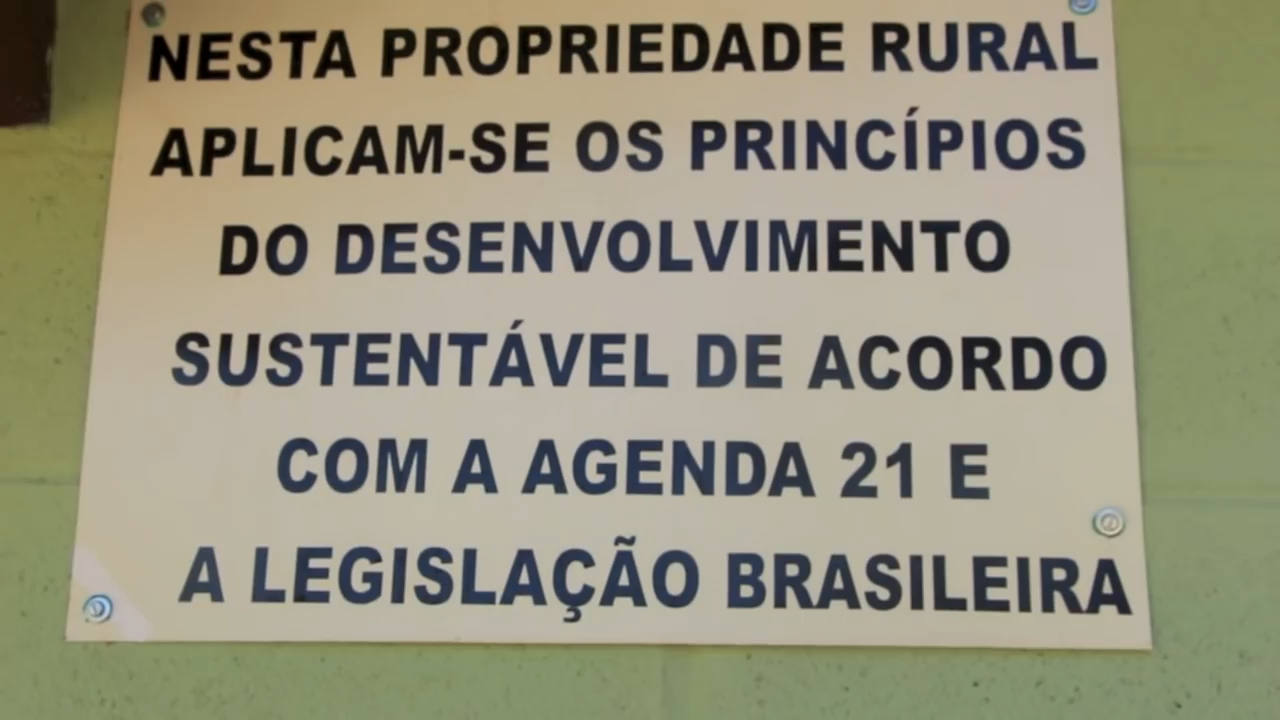 NESTA PROPRIEDADE RURAL
APLICAM-SE OS PRINCÍPIOS
DO DESENVOLVIMENTO
SUSTENTÁVEL DE ACORDO
COM A AGENDA 21 E
A LEGISLAÇÃO BRASILEIRA